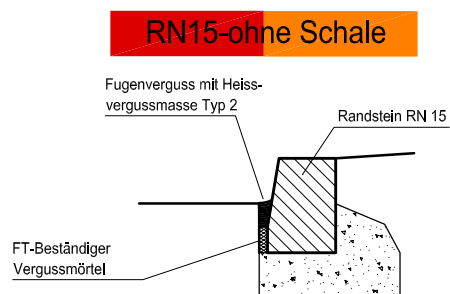 RN15-ohne Schale
Fugenverguss mit Heiss-
vergussmasse Typ 2
Randstein RN 15
FT-Beständiger
Vergussmörtel